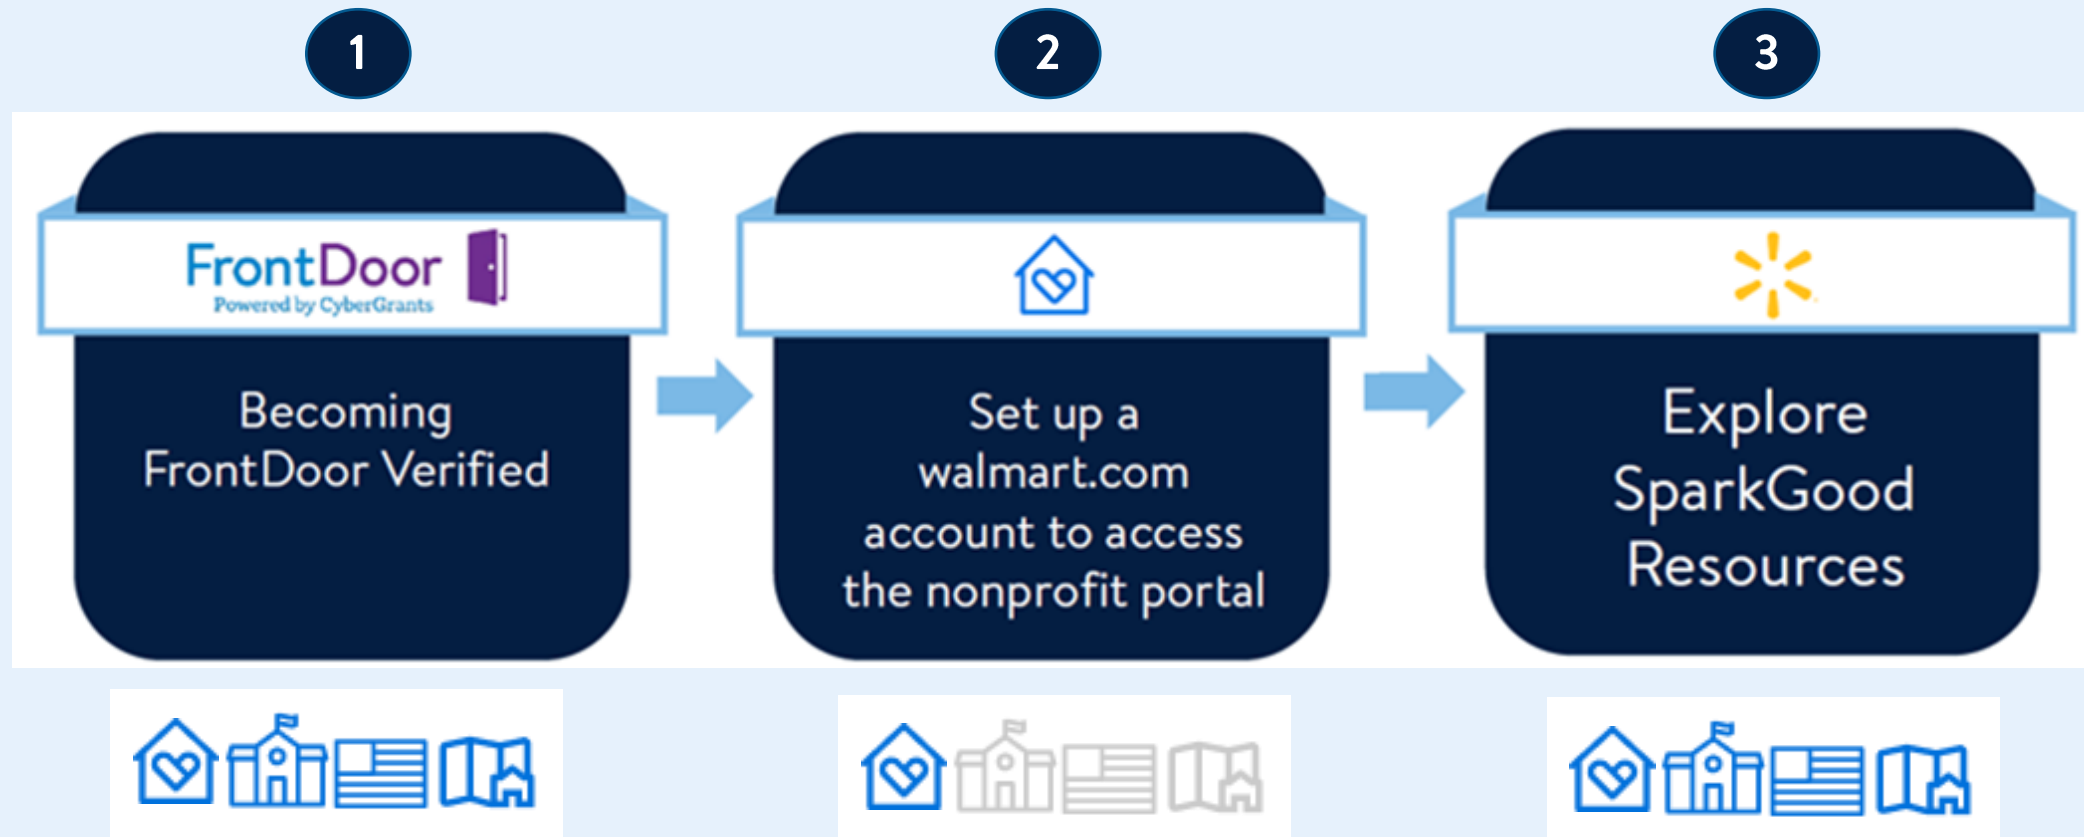 1
2
3
FrontDoor
Powered by CyberGrants
Becoming
FrontDoor Verified
Set up a
walmart.com
account to access
the nonprofit portal
Explore
SparkGood
Resources